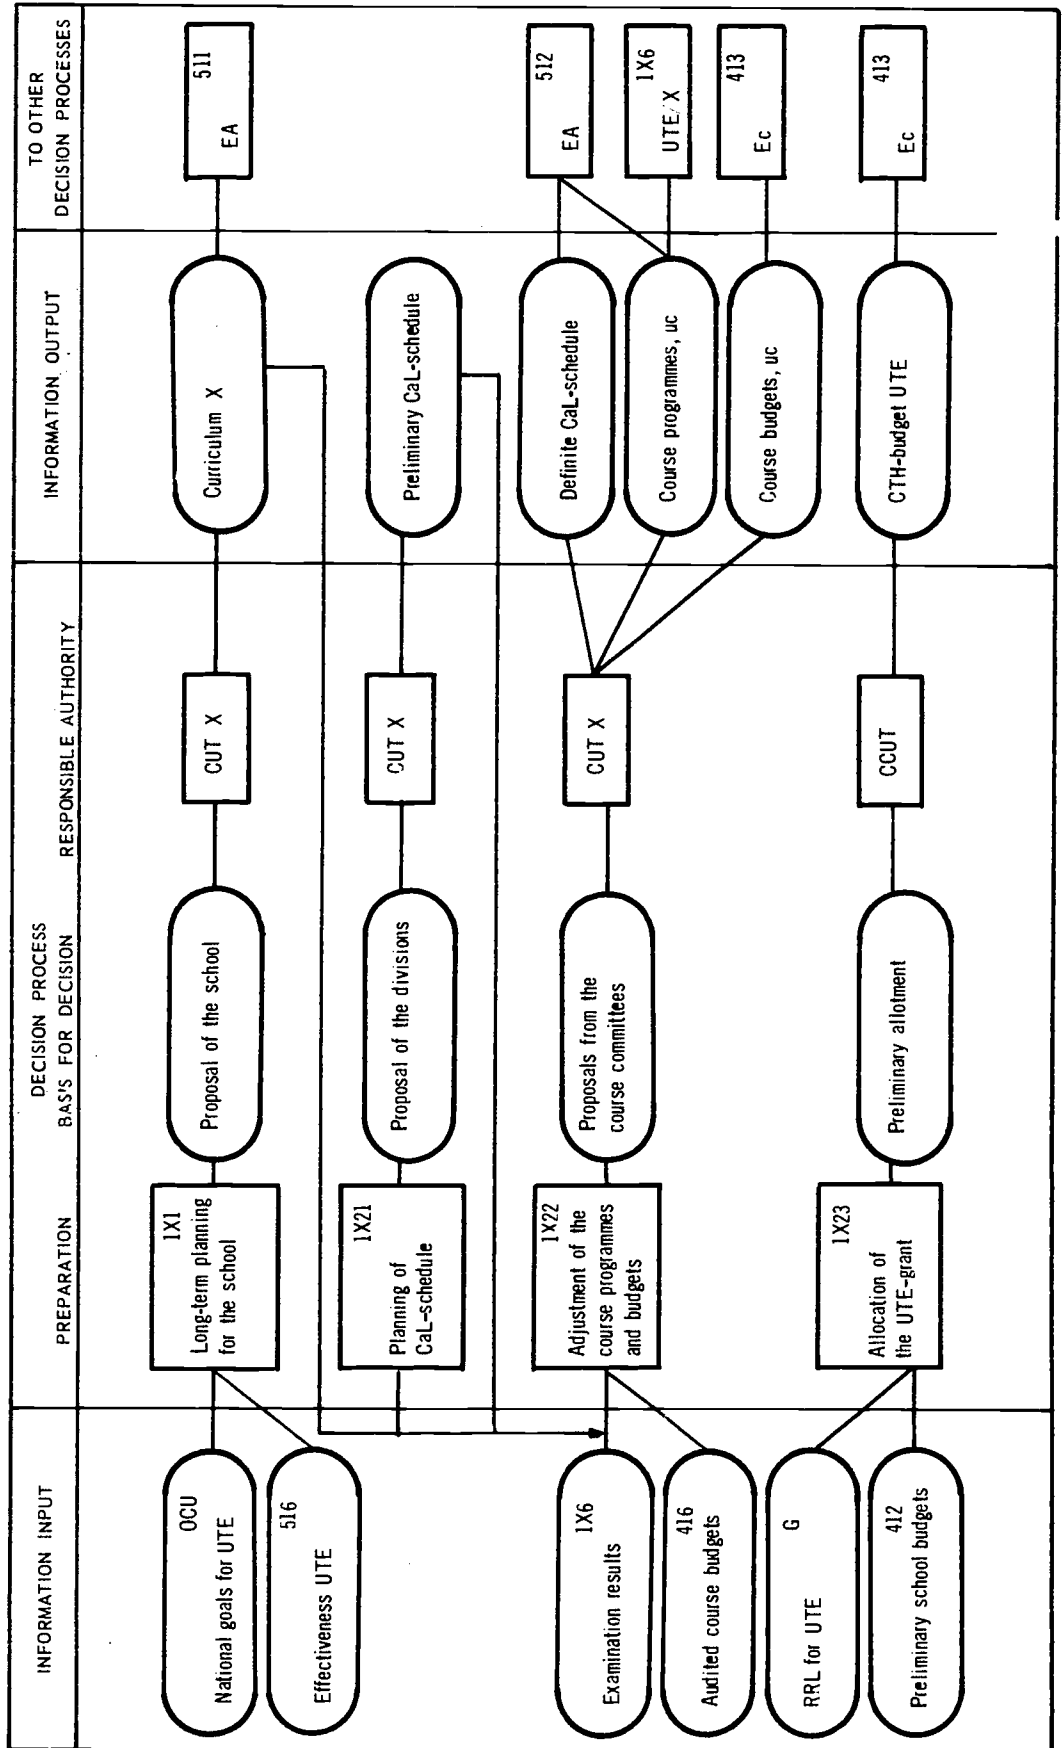 INFORMATION INPUT
DECISION PROCESS
PREPARATION
BAS'S FOR DECISION
RESPONSIBLE AUTHORITY
INFORMATION OUTPUT
TO OTHER
DECISION PROCESSES
OCU
National goals for UTE
516
Effectiveness UTE
1X1
Long-term planning
for the school
Proposal of the school
CUT X
Curriculum X
511
EA
1X21
Planning of
CaL-schedule
Proposal of the divisions
CUT X
Preliminary CaL-schedule
1X6
Examination results
416
Audited course budgets
1X22
Adjustment of the
course programmes
and budgets
Proposals from the
course committees
CUT X
Definite CaL-schedule
Course programmes, uc
Course budgets, uc
512
EA
1X6
UTE/X
413
Ec
G
RRL for UTE
412
Preliminary school budgets
1X23
Allocation of
the UTE-grant
Preliminary allotment
CCUT
CTH-budget UTE
413
Ec